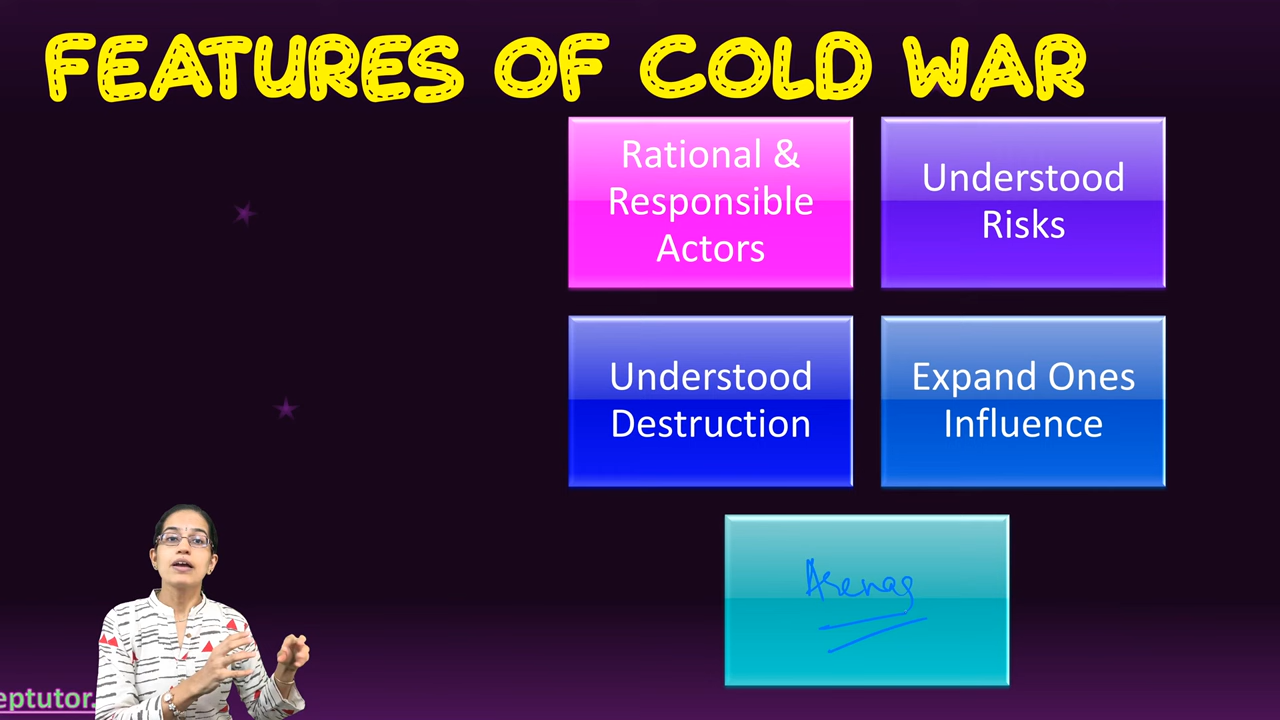 FEATURES OF COLD WAR
Rational &
Responsible
Actors
Understood
Risks
Understood
Destruction
Expand Ones
Influence
Arenas
eptutor.